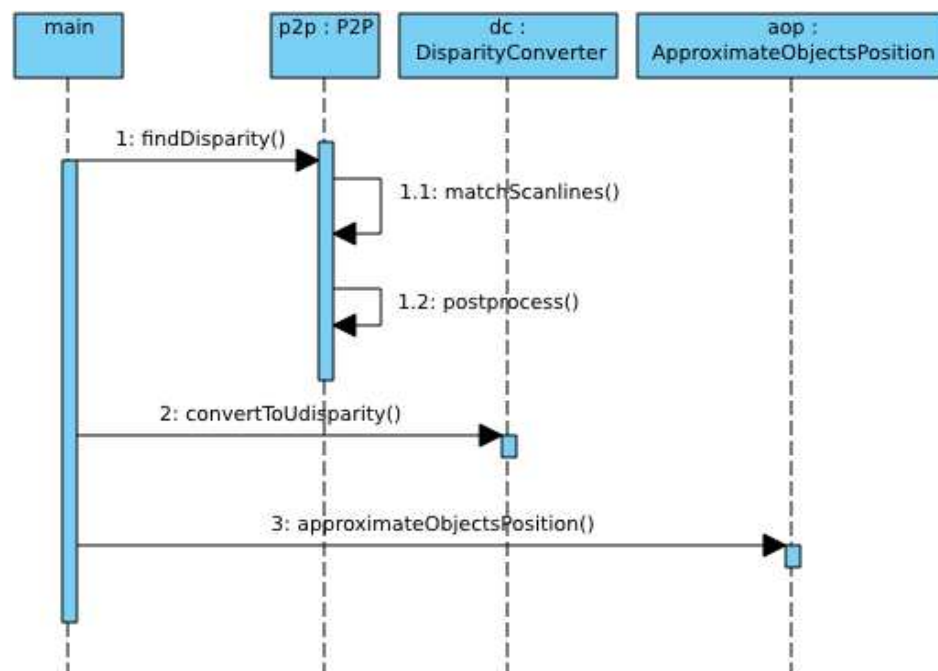 main
p2p : P2P
dc :
DisparityConverter
aop :
ApproximateObjectsPosition
1: findDisparity()
1.1: matchScanlines()
1.2: postprocess()
2: convertToUdisparity()
3: approximateObjectsPosition()